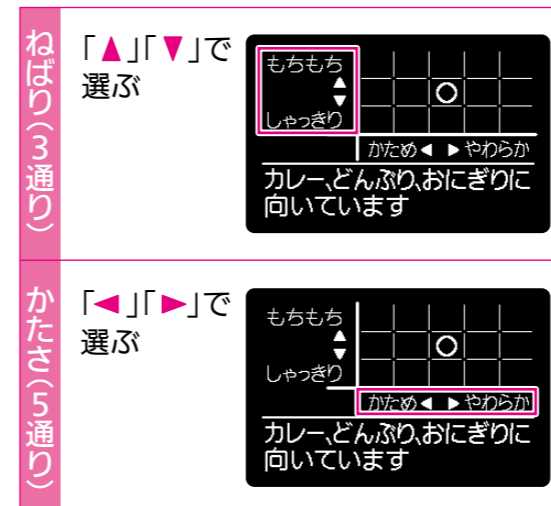 ねばり(3通り)
「▲」「▼」で
選ぶ
もちもち
▲
▼
しゃっきり
かため◀ ▶やわらか
カレー、どんぶり、おにぎりに
向いています
かたさ(5通り)
「◀」「▶」で
選ぶ
もちもち
▲
▼
しゃっきり
かため◀ ▶やわらか
カレー、どんぶり、おにぎりに
向いています